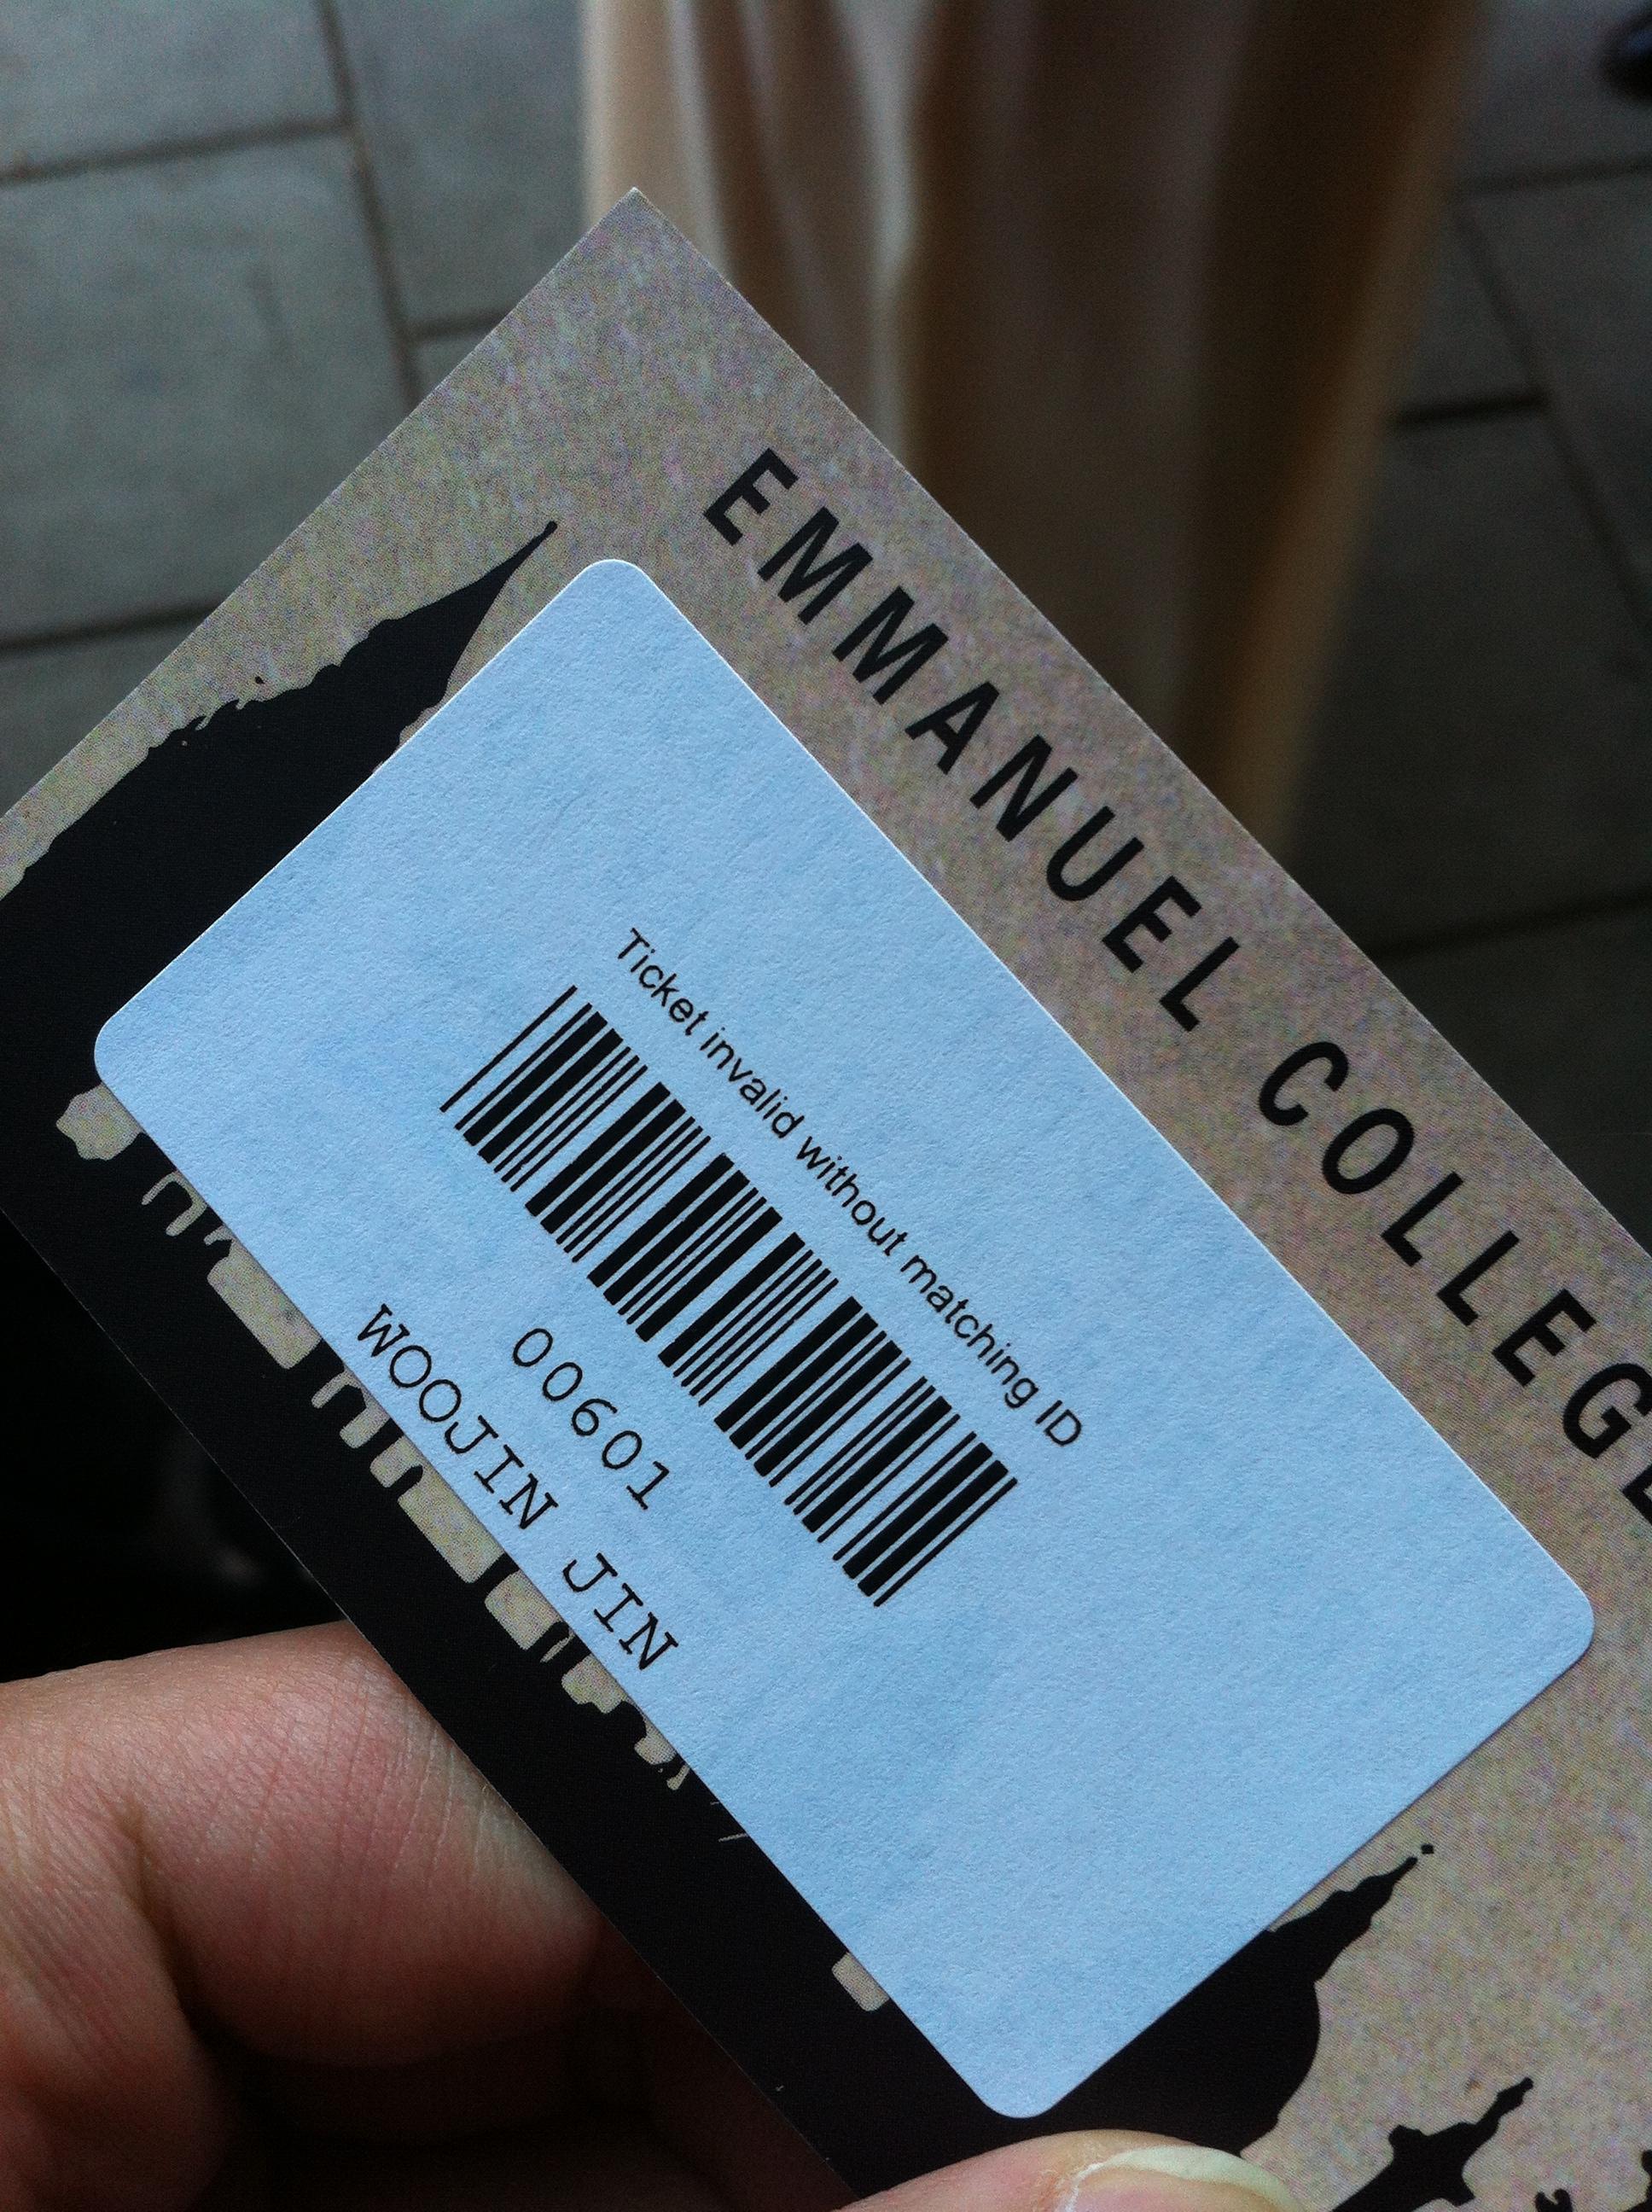 EMMANUEL COLLEGE
Ticket invalid without matching ID
00601
WOOJIN JIN